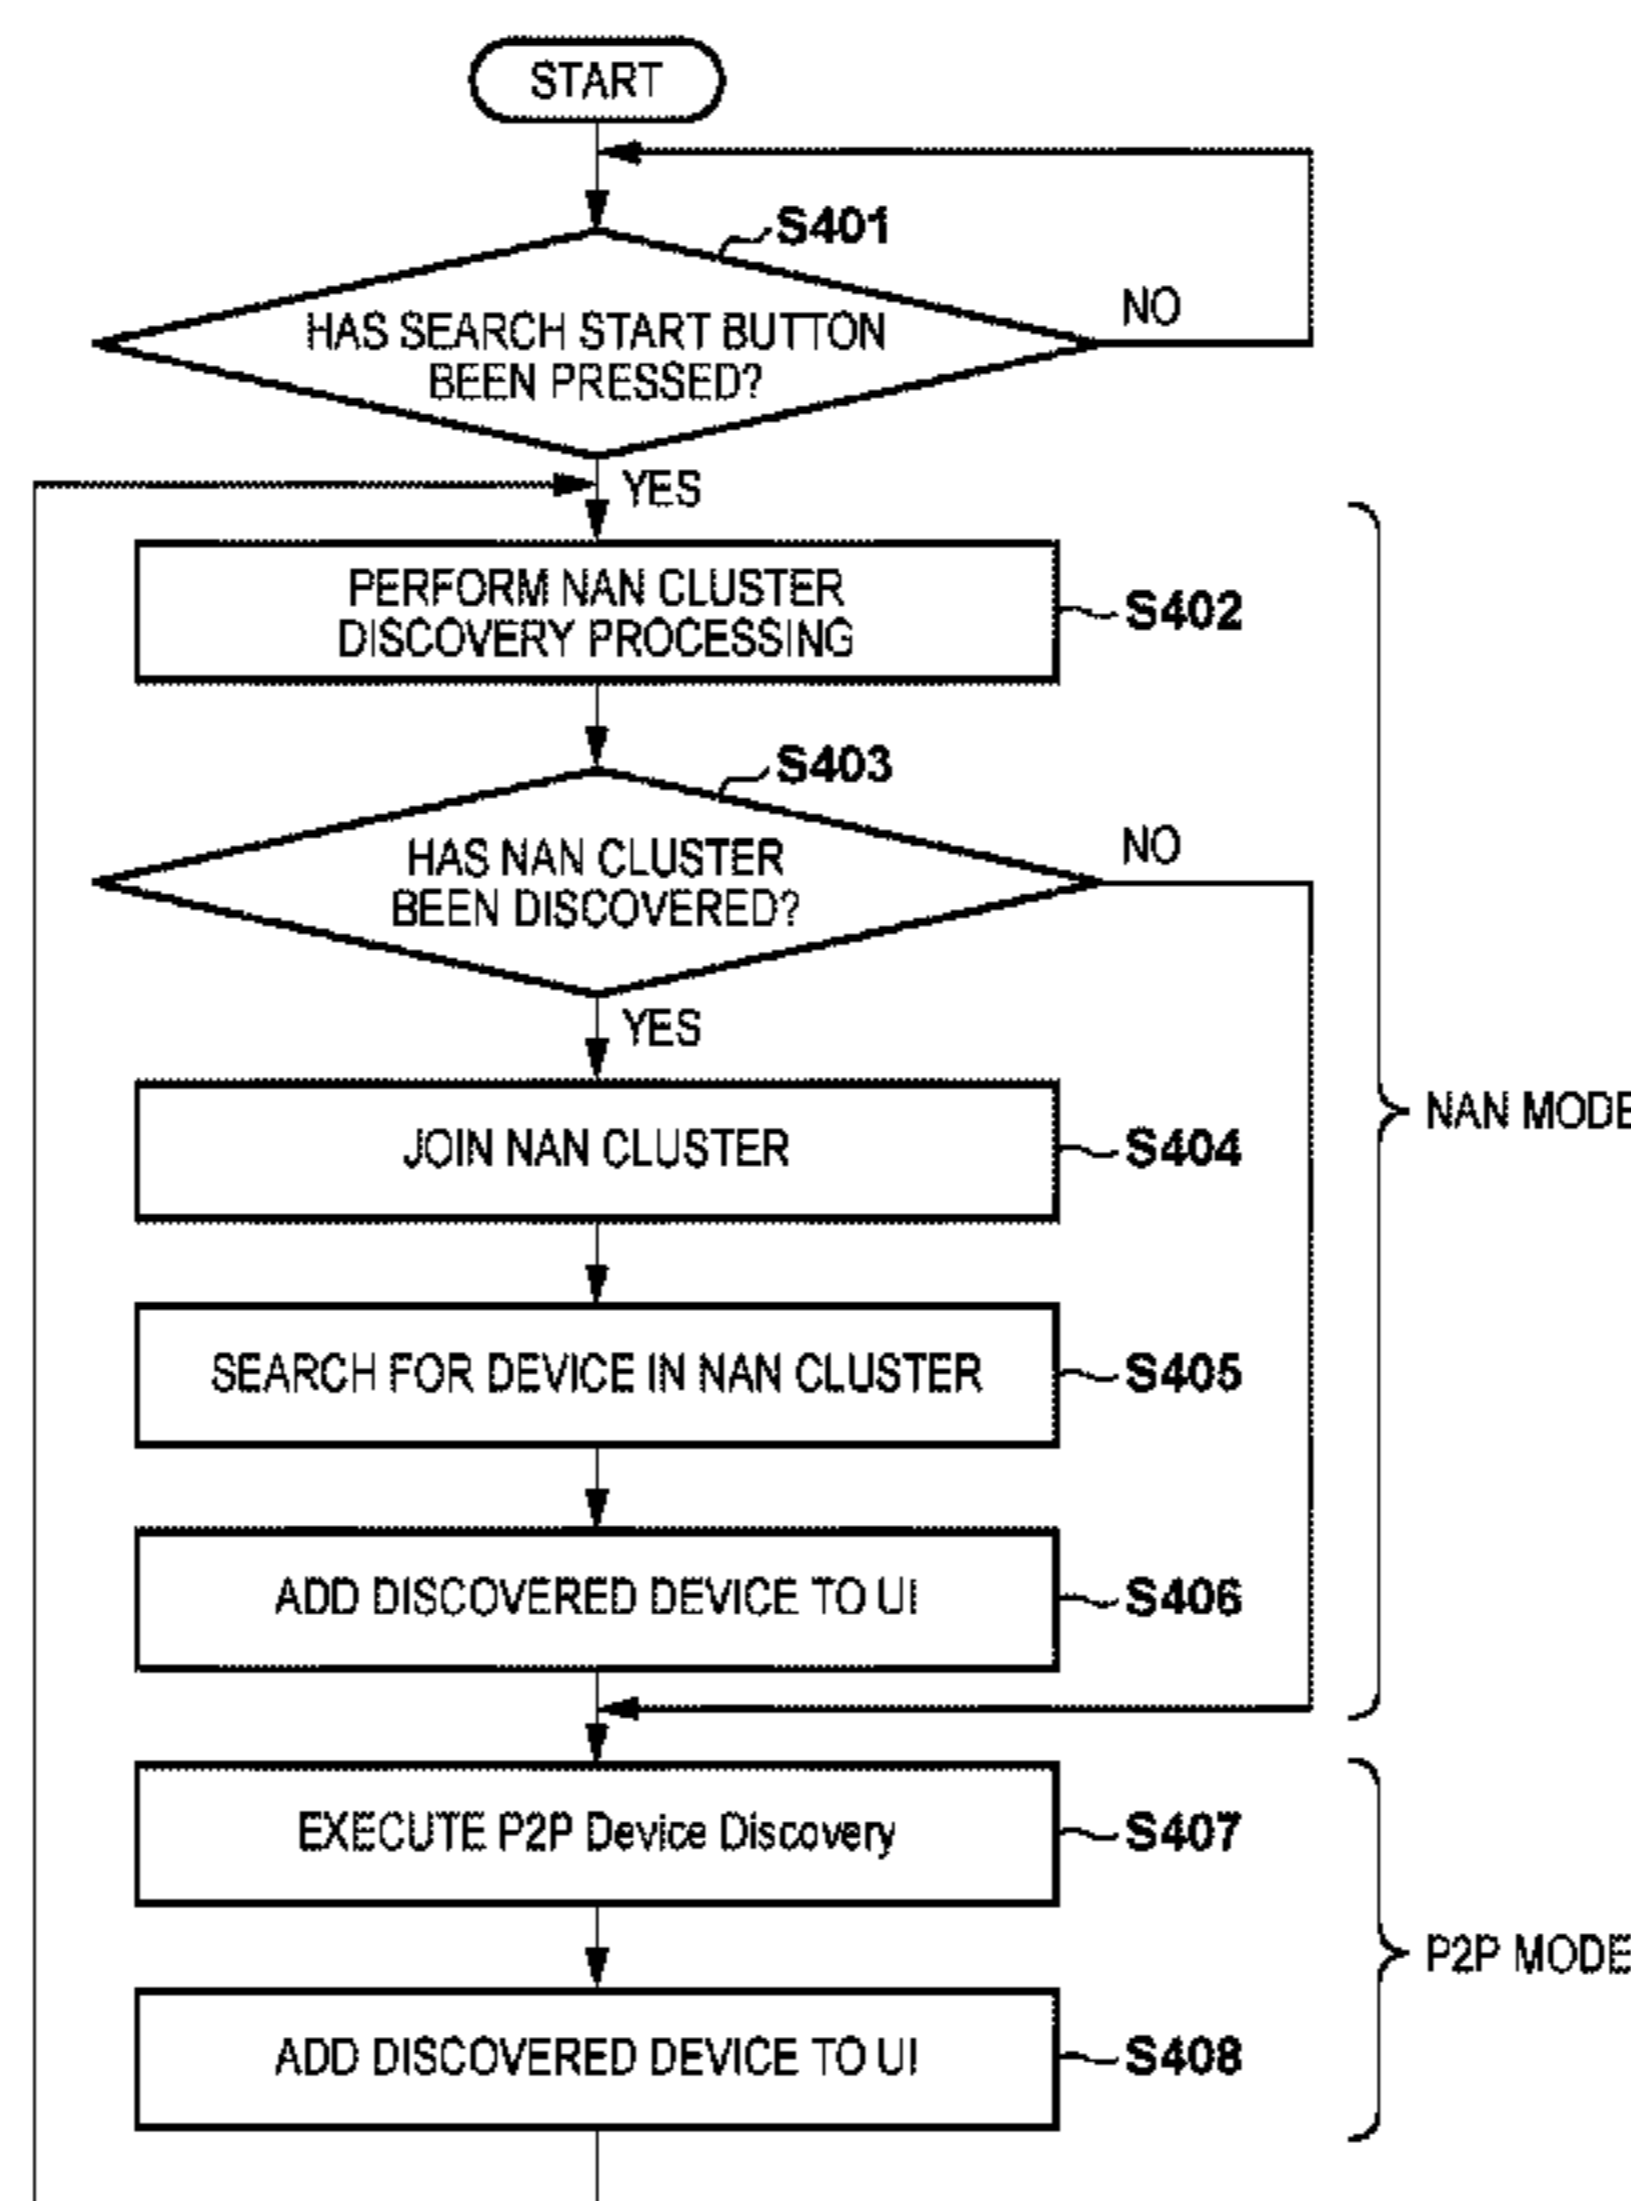 START
S401
HAS SEARCH START BUTTON
BEEN PRESSED?
NO
YES
PERFORM NAN CLUSTER
DISCOVERY PROCESSING
S402
S403
HAS NAN CLUSTER
BEEN DISCOVERED?
NO
YES
JOIN NAN CLUSTER
S404
NAN MODE
SEARCH FOR DEVICE IN NAN CLUSTER
S405
ADD DISCOVERED DEVICE TO UI
S406
EXECUTE P2P Device Discovery
S407
P2P MODE
ADD DISCOVERED DEVICE TO UI
S408